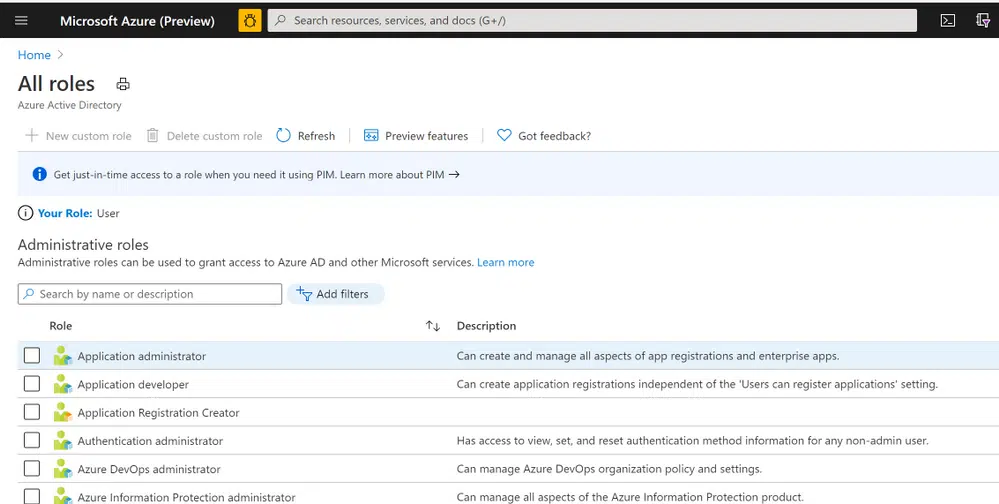 Microsoft Azure (Preview) Search resources, services, and docs (G+/)
Home >
All roles
Azure Active Directory
New custom role Delete custom role Refresh Preview features Got feedback?
Get just-in-time access to a role when you need it using PIM. Learn more about PIM →
Your Role: User
Administrative roles
Administrative roles can be used to grant access to Azure AD and other Microsoft services. Learn more
Search by name or description Add filters
Role Description
Application administrator Can create and manage all aspects of app registrations and enterprise apps.
Application developer Can create application registrations independent of the 'Users can register applications' setting.
Application Registration Creator
Authentication administrator Has access to view, set, and reset authentication method information for any non-admin user.
Azure DevOps administrator Can manage Azure DevOps organization policy and settings.
Azure Information Protection administrator Can manage all aspects of the Azure Information Protection product.